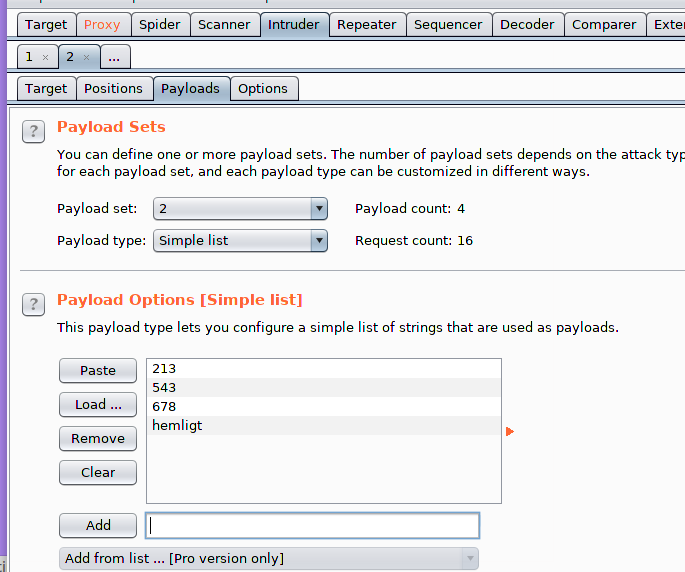 Target Proxy Spider Scanner Intruder Repeater Sequencer Decoder Comparer Exter
1 × 2 × ...
Target Positions Payloads Options
? Payload Sets
You can define one or more payload sets. The number of payload sets depends on the attack typ
for each payload set, and each payload type can be customized in different ways.
Payload set: 2 Payload count: 4
Payload type: Simple list Request count: 16
? Payload Options [Simple list]
This payload type lets you configure a simple list of strings that are used as payloads.
Paste
Load ...
Remove
Clear
213
543
678
hemligt
Add
Add from list ... [Pro version only]